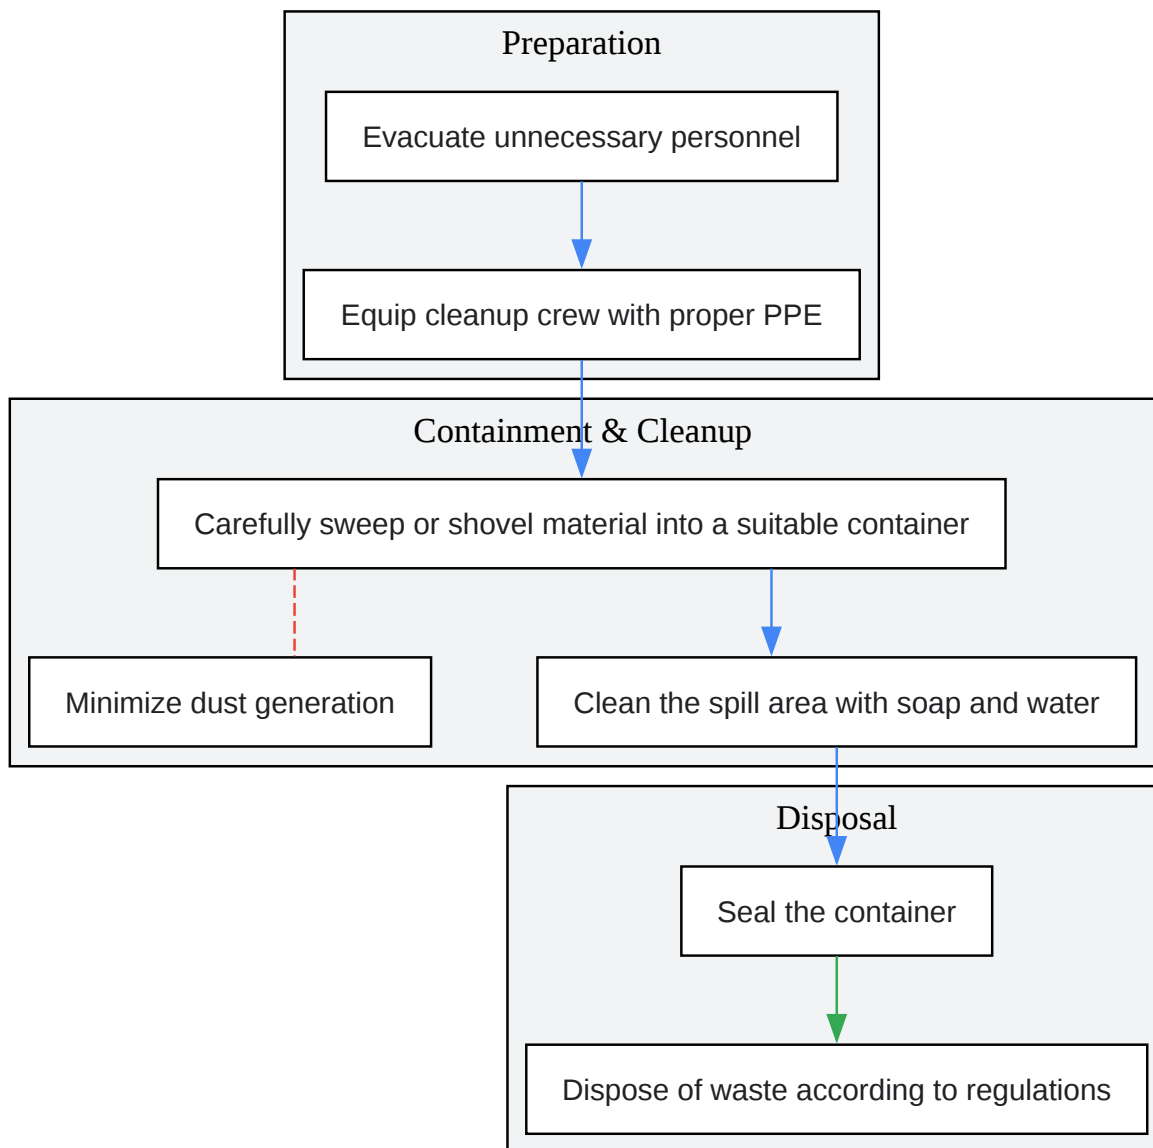 Preparation
Evacuate unnecessary personnel
Equip cleanup crew with proper PPE
Containment & Cleanup
Carefully sweep or shovel material into a suitable container
Minimize dust generation
Clean the spill area with soap and water
Disposal
Seal the container
Dispose of waste according to regulations